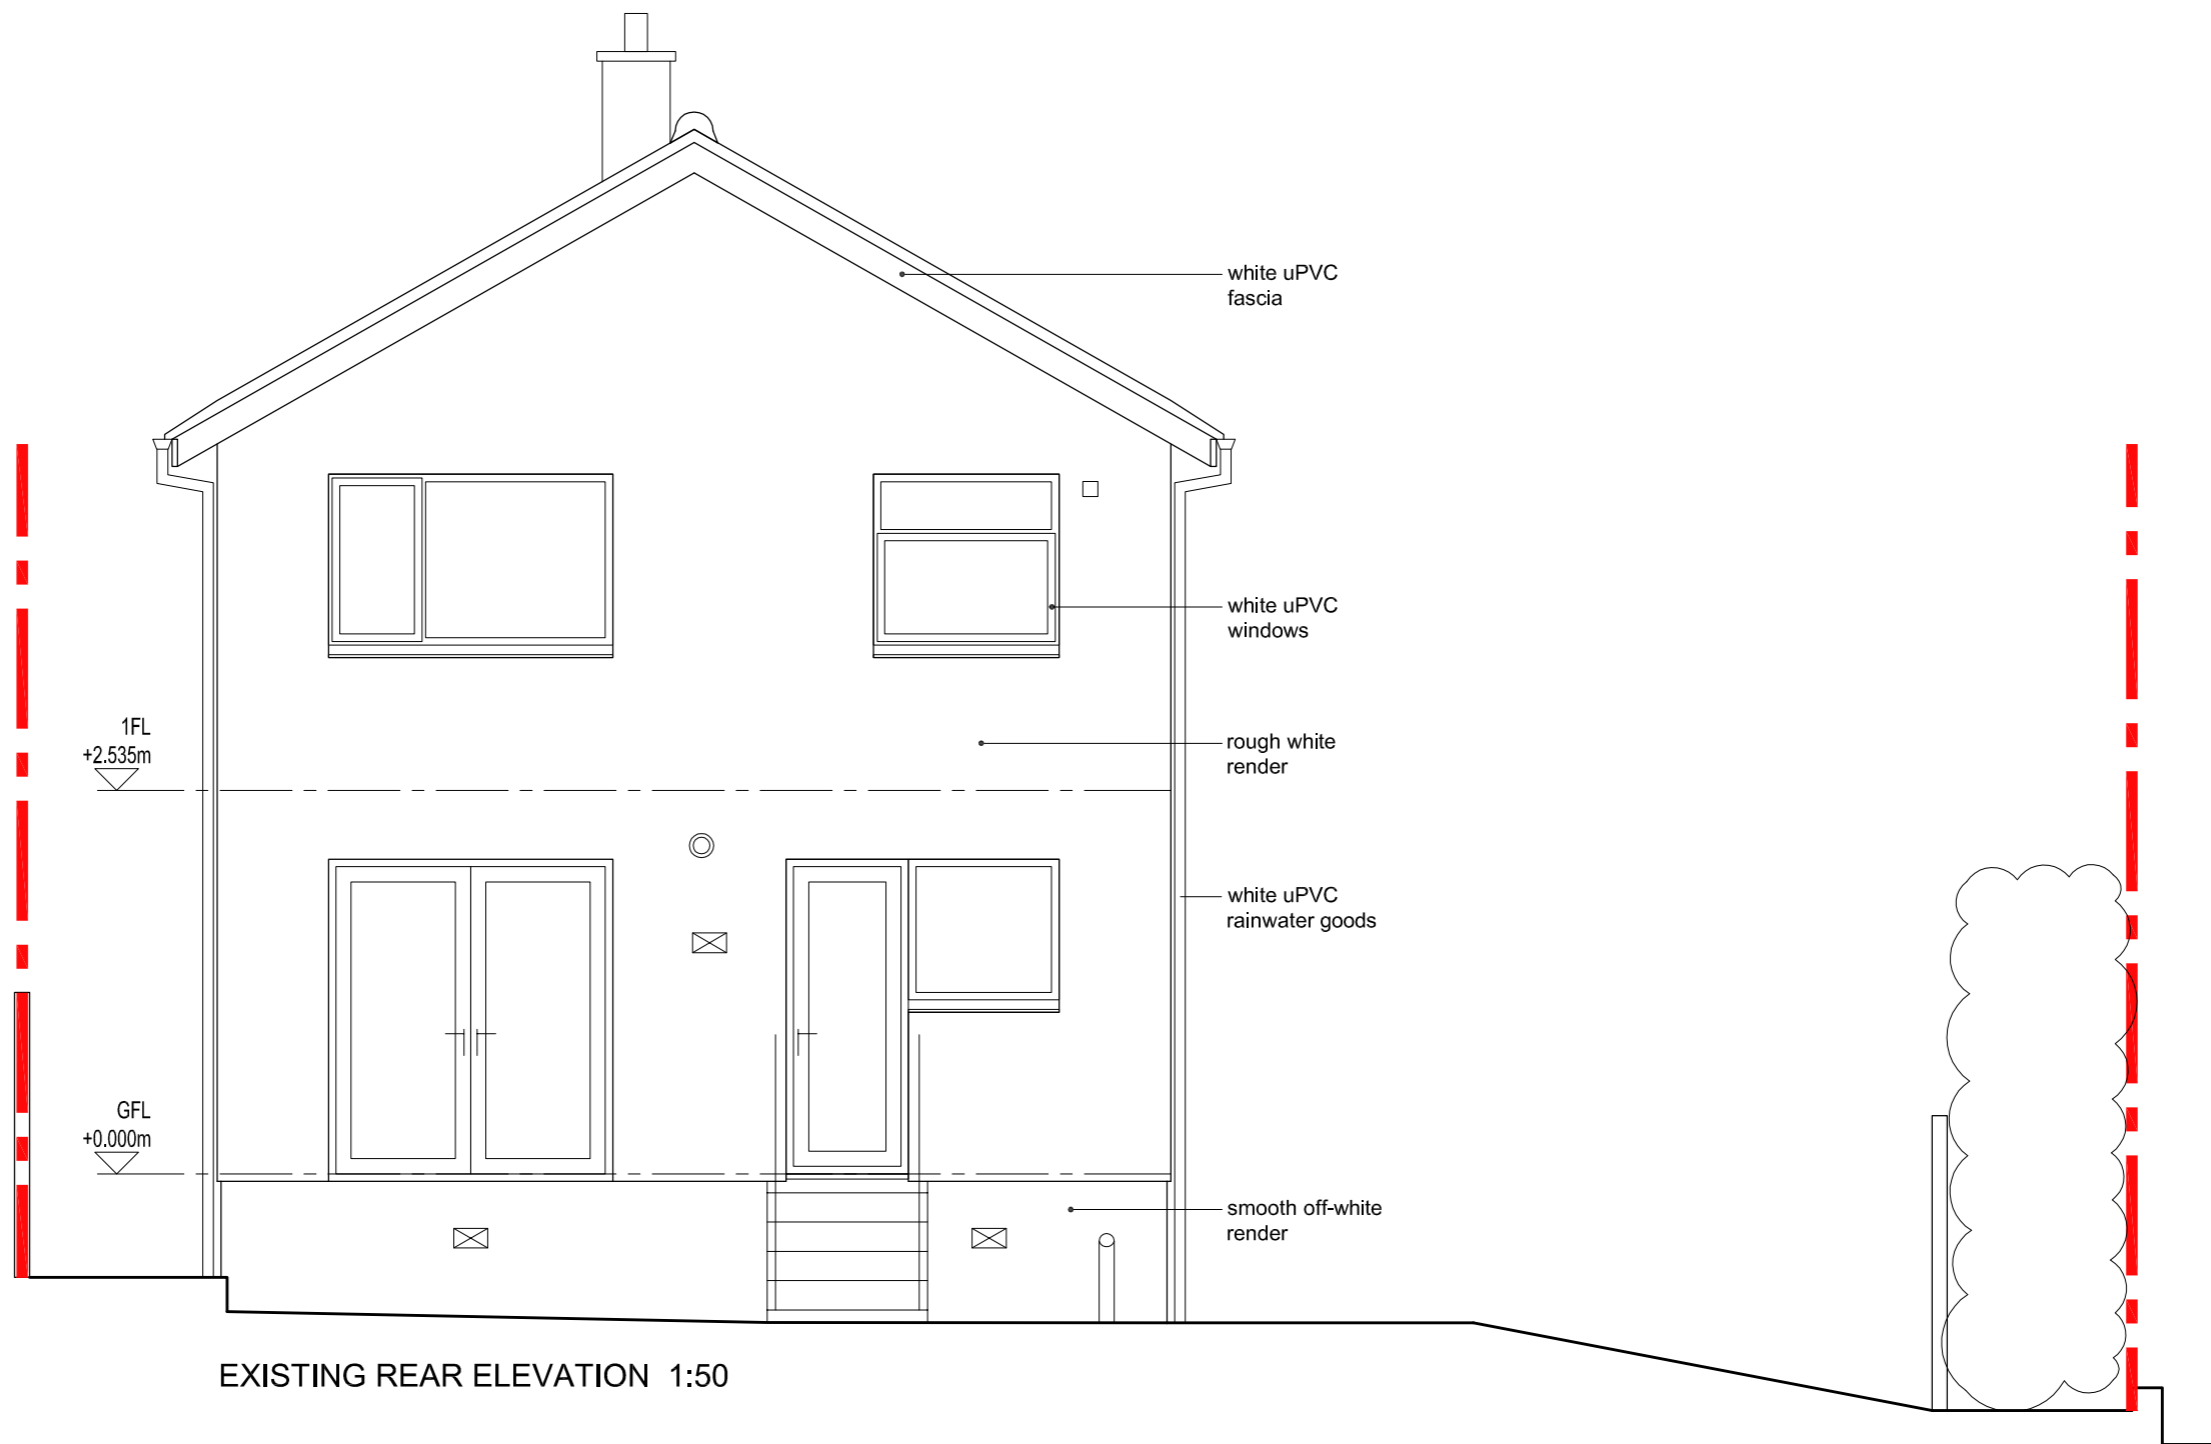 white uPVC
fascia
white uPVC
windows
1FL
+2.535m
rough white
render
white uPVC
rainwater goods
GFL
+0.000m
smooth off-white
render
EXISTING REAR ELEVATION 1:50